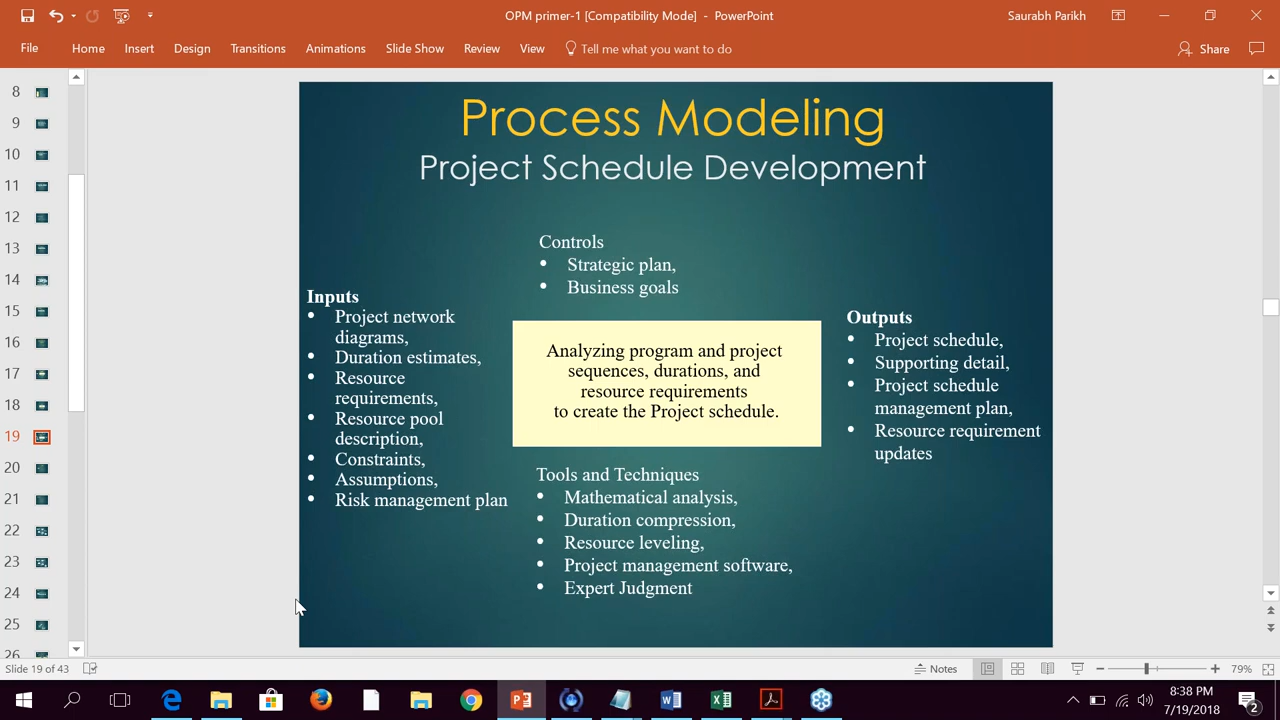 OPM primer-1 [Compatibility Mode] - PowerPoint
Saurabh Parikh
File Home Insert Design Transitions Animations Slide Show Review View Tell me what you want to do Share
8
9
10
11
12
13
14
15
16
17
18
19
20
21
22
23
24
25
26
Process Modeling
Project Schedule Development
Controls
• Strategic plan,
• Business goals
Inputs
• Project network
diagrams,
• Duration estimates,
• Resource
requirements,
• Resource pool
description,
• Constraints,
• Assumptions,
• Risk management plan
Analyzing program and project
sequences, durations, and
resource requirements
to create the Project schedule.
Outputs
• Project schedule,
• Supporting detail,
• Project schedule
management plan,
• Resource requirement
updates
Tools and Techniques
• Mathematical analysis,
• Duration compression,
• Resource leveling,
• Project management software,
• Expert Judgment
Slide 19 of 43
Notes
79%
8:38 PM
7/19/2018
2